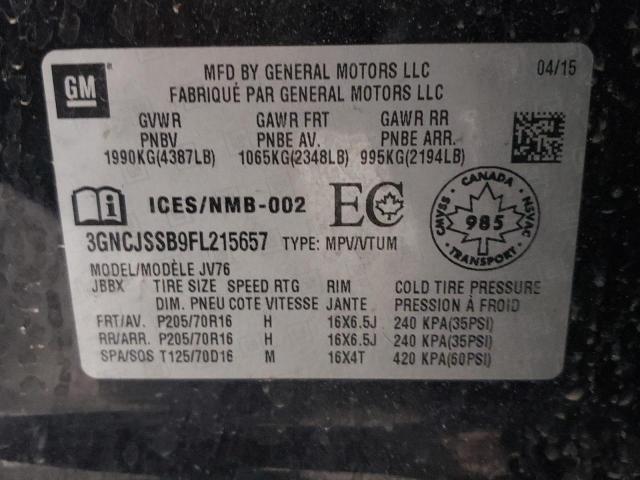 GM
MFD BY GENERAL MOTORS LLC 04/15
FABRIQUÉ PAR GENERAL MOTORS LLC
GVWR GAWR FRT GAWR RR
PNBV PNBE AV. PNBE ARR.
1990KG(4387LB) 1065KG(2348LB) 995KG(2194LB)
ICES/NMB-002 EC
CANADA
CMVSS 985 NSVAC
TRANSPORT
3GNCJSSB9FL215657 TYPE: MPV/VTUM
MODEL/MODÈLE JV76
JBBX TIRE SIZE SPEED RTG RIM COLD TIRE PRESSURE
DIM. PNEU COTE VITESSE JANTE PRESSION À FROID
FRT/AV. P205/70R16 H 16X6.5J 240 KPA(35PSI)
RR/ARR. P205/70R16 H 16X6.5J 240 KPA(35PSI)
SPA/SOS T125/70D16 M 16X4T 420 KPA(60PSI)